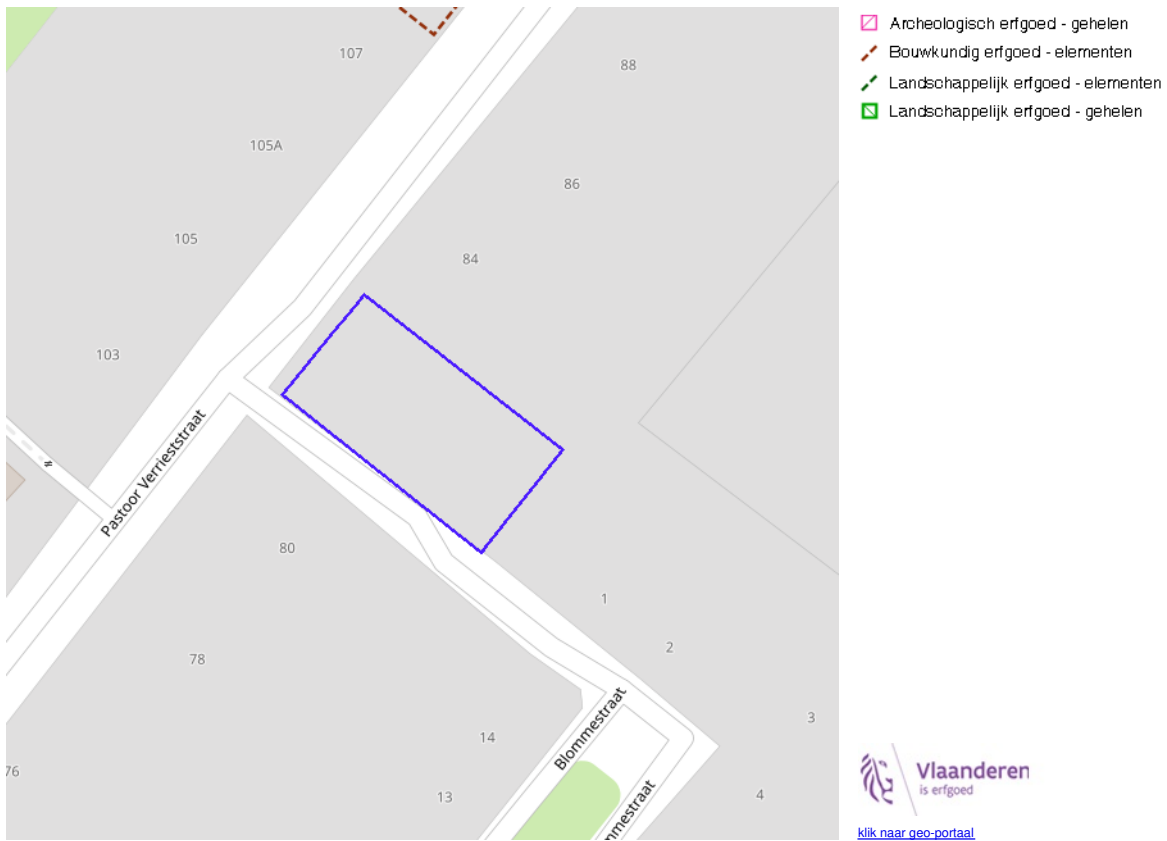 Archeologisch erfgoed - gehelen
Bouwkundig erfgoed - elementen
Landschappelijk erfgoed - elementen
Landschappelijk erfgoed - gehelen
107
88
105A
86
105
84
103
Pastoor Verrieststraat
80
1
2
78
3
14
Blommestraat
76
13
4
mmestraat
Vlaanderen
is erfgoed
klik naar geo-portaal